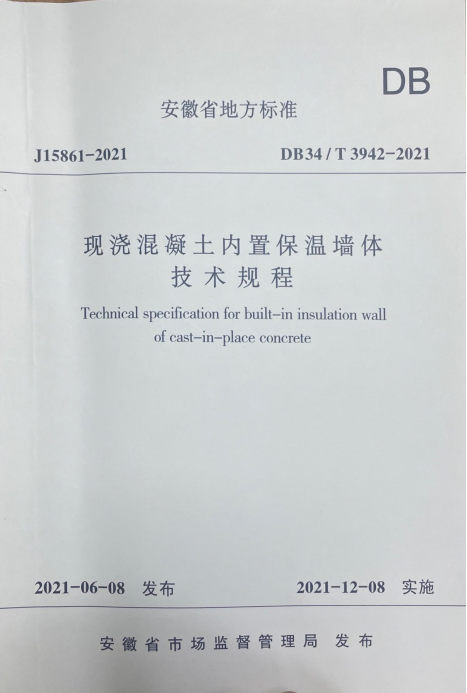 DB
安徽省地方标准
J15861-2021 DB34/T 3942-2021
现浇混凝土内置保温墙体
技术规程
Technical specification for built-in insulation wall
of cast-in-place concrete
2021-06-08 发布 2021-12-08 实施
安徽省市场监督管理局 发布